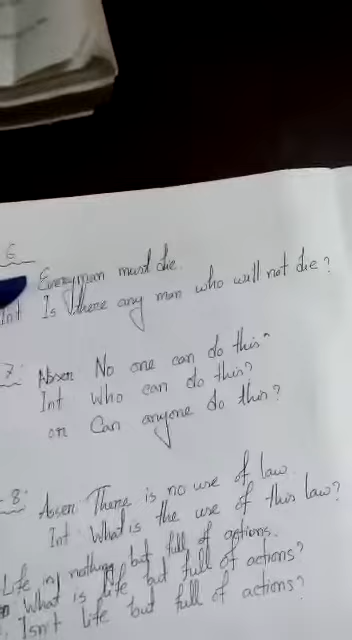 6
Everyman must die.
Int Is there any man who will not die?
7: Asser No one can do this.
Int Who can do this?
or Can anyone do this?
8: Asser There is no use of law.
Int What is the use of this law?
Life is nothing but full of actions.
What is life but full of actions?
Isn't life but full of actions?